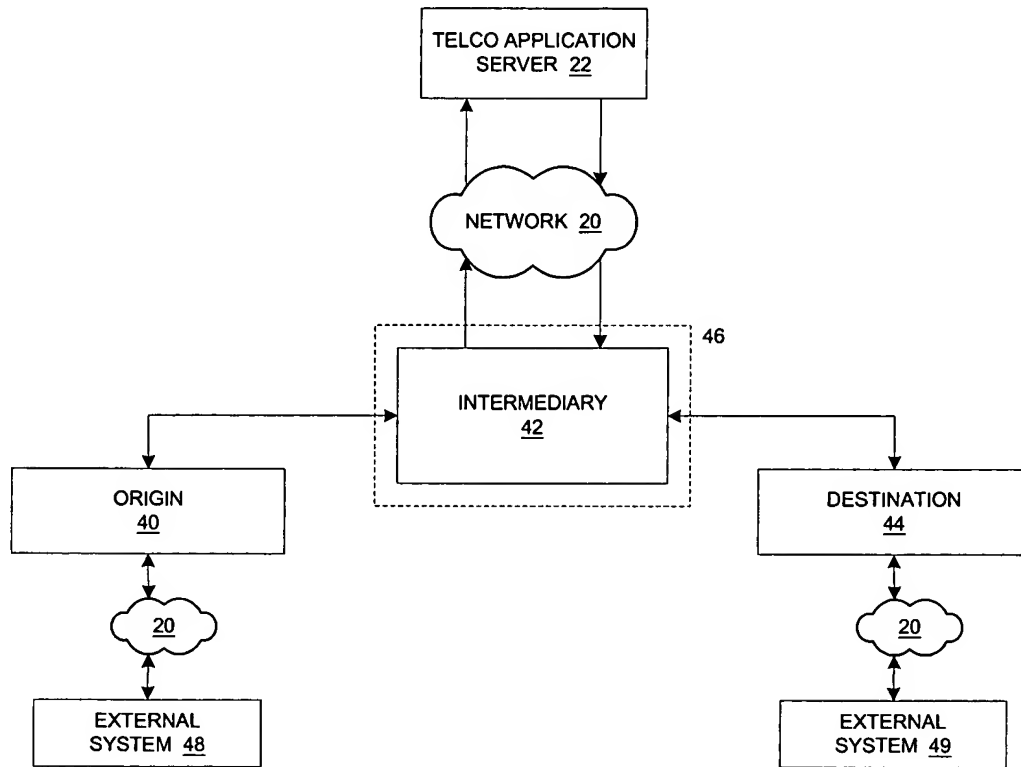 TELCO APPLICATION
SERVER 22
NETWORK 20
46
INTERMEDIARY
42
ORIGIN
40
DESTINATION
44
20
20
EXTERNAL
SYSTEM 48
EXTERNAL
SYSTEM 49